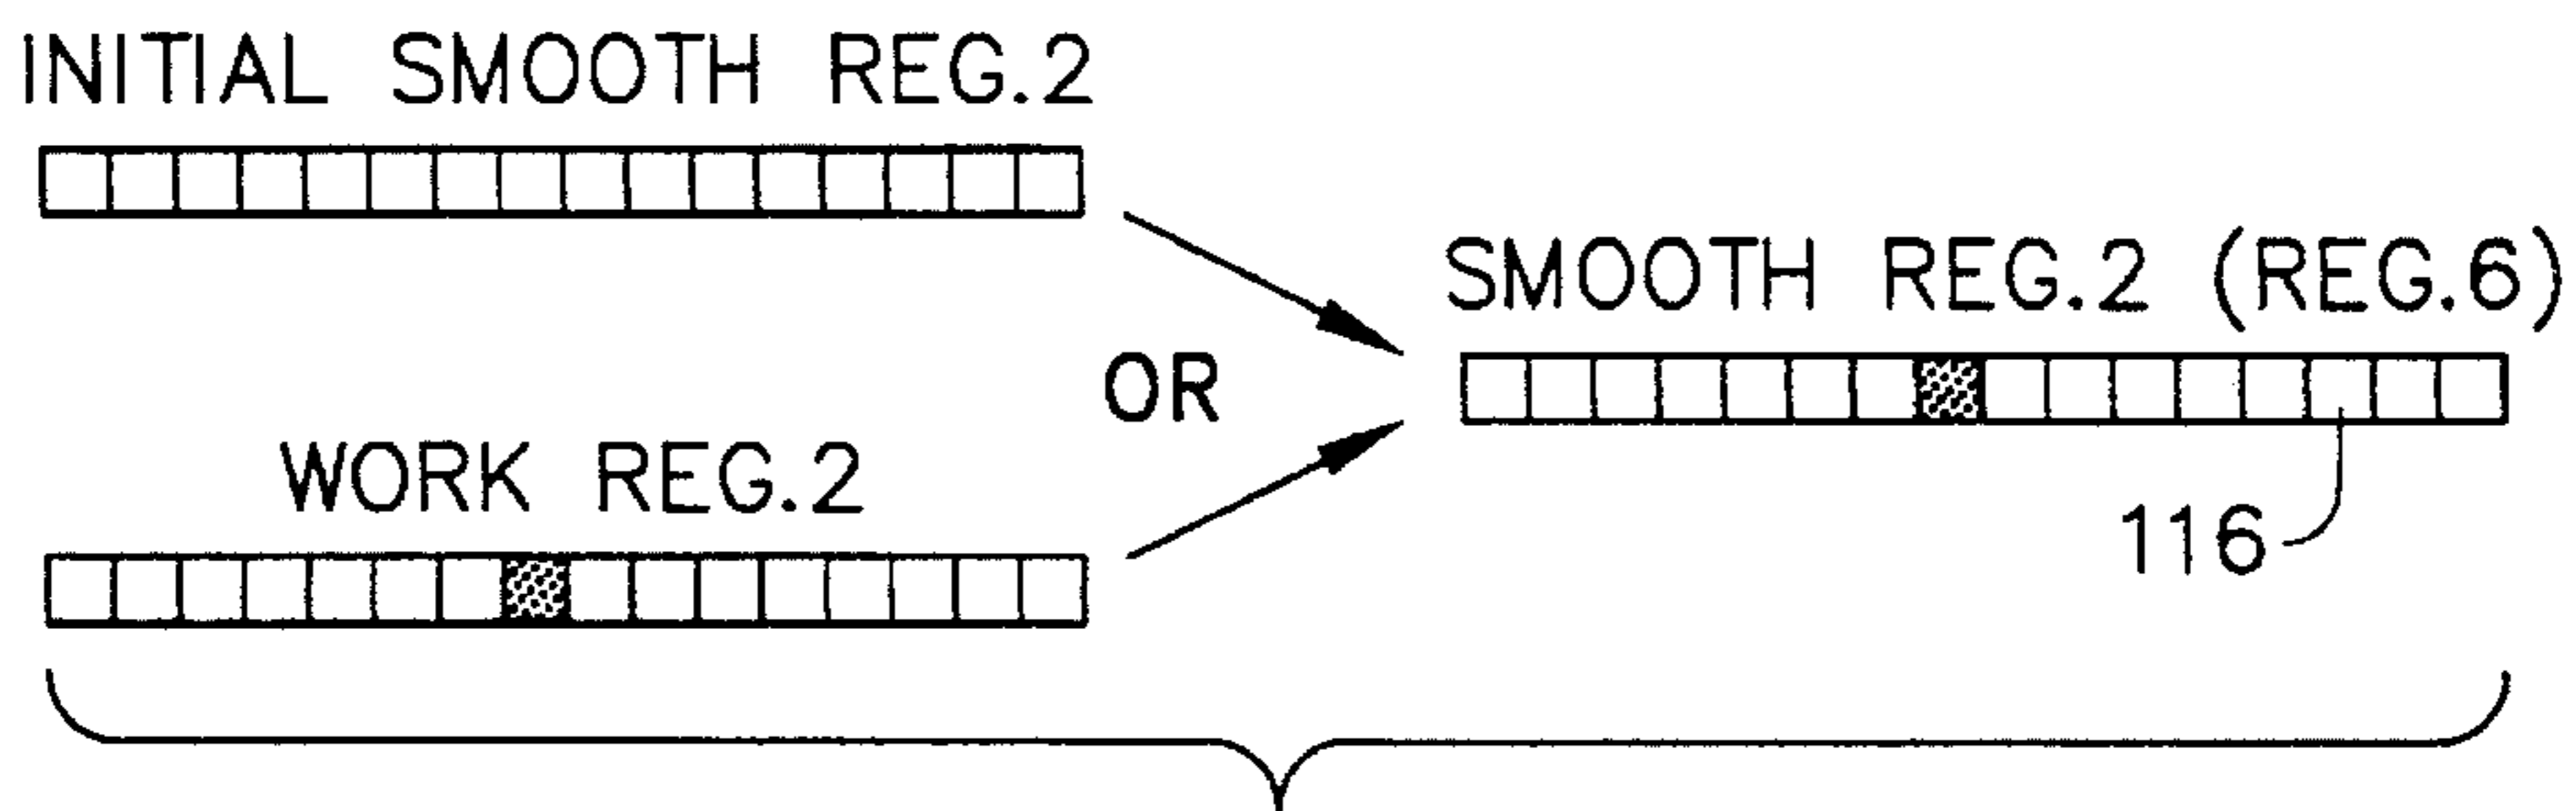 INITIAL SMOOTH REG.2
SMOOTH REG.2 (REG.6)
OR
WORK REG.2
116